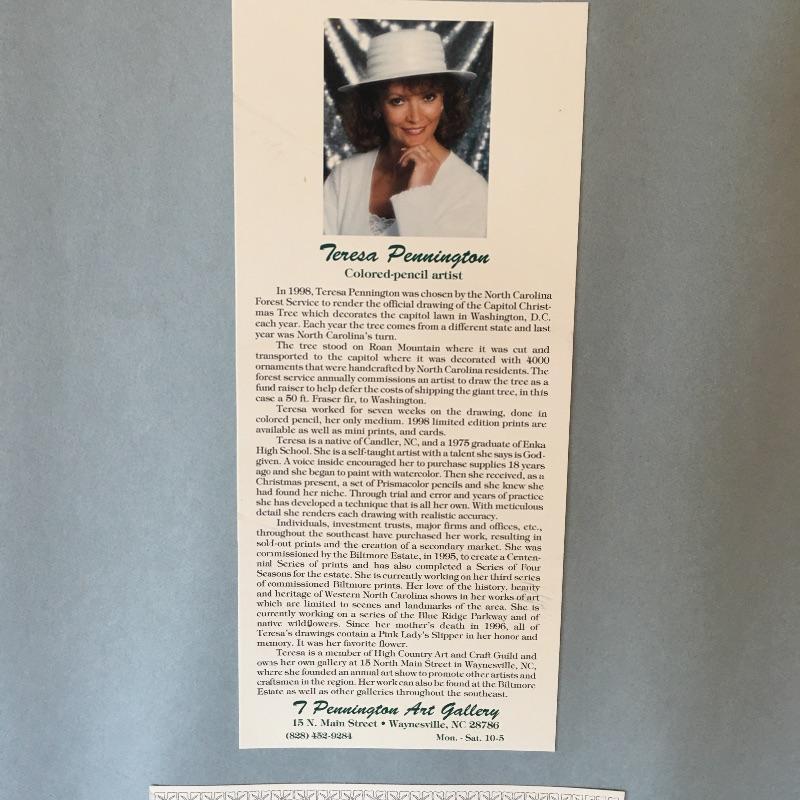 Teresa Pennington
Colored-pencil artist
In 1998, Teresa Pennington was chosen by the North Carolina
Forest Service to render the official drawing of the Capitol Christ-
mas Tree which decorates the capitol lawn in Washington, D.C.
each year. Each year the tree comes from a different state and last
year was North Carolina's turn.
The tree stood on Roan Mountain where it was cut and
transported to the capitol where it was decorated with 4000
ornaments that were handcrafted by North Carolina residents. The
forest service annually commissions an artist to draw the tree as a
fund raiser to help defer the costs of shipping the giant tree, in this
case a 50 ft. Fraser fir, to Washington.
Teresa worked for seven weeks on the drawing, done in
colored pencil, her only medium. 1998 limited edition prints are
available as well as mini prints, and cards.
Teresa is a native of Candler, NC, and a 1975 graduate of Enka
High School. She is a self-taught artist with a talent she says is God-
given. A voice inside encouraged her to purchase supplies 18 years
ago and she began to paint with watercolor. Then she received, as a
Christmas present, a set of Prismacolor pencils and she knew she
had found her niche. Through trial and error and years of practice
she has developed a technique that is all her own. With meticulous
detail she renders each drawing with realistic accuracy.
Individuals, investment trusts, major firms and offices, etc.,
throughout the southeast have purchased her work, resulting in
sold-out prints and the creation of a secondary market. She was
commissioned by the Biltmore Estate, in 1995, to create a Centen-
nial Series of prints and has also completed a Series of Four
Seasons for the estate. She is currently working on her third series
of commissioned Biltmore prints. Her love of the history, beauty
and heritage of Western North Carolina shows in her works of art
which are limited to scenes and landmarks of the area. She is
currently working on a series of the Blue Ridge Parkway and of
native wildflowers. Since her mother's death in 1996, all of
Teresa's drawings contain a Pink Lady's Slipper in her honor and
memory. It was her favorite flower.
Teresa is a member of High Country Art and Craft Guild and
owns her own gallery at 15 North Main Street in Waynesville, NC,
where she founded an annual art show to promote other artists and
craftsmen in the region. Her work can also be found at the Biltmore
Estate as well as other galleries throughout the southeast.
T Pennington Art Gallery
15 N. Main Street • Waynesville, NC 28786
(828) 452-9284 Mon. - Sat. 10-5